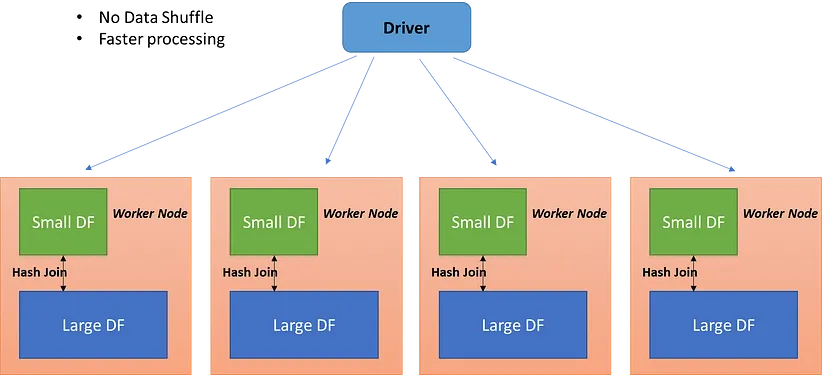 • No Data Shuffle
• Faster processing
Driver
Small DF
Worker Node
Hash Join
Large DF
Small DF
Worker Node
Hash Join
Large DF
Small DF
Worker Node
Hash Join
Large DF
Small DF
Worker Node
Hash Join
Large DF